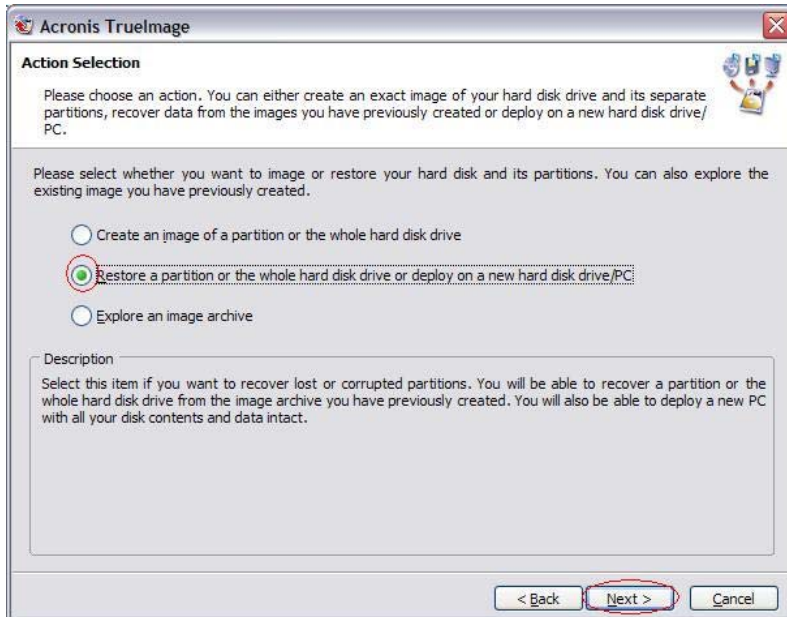 Acronis TrueImage
Action Selection
Please choose an action. You can either create an exact image of your hard disk drive and its separate
partitions, recover data from the images you have previously created or deploy on a new hard disk drive/
PC.
Please select whether you want to image or restore your hard disk and its partitions. You can also explore the
existing image you have previously created.
Create an image of a partition or the whole hard disk drive
Restore a partition or the whole hard disk drive or deploy on a new hard disk drive/PC
Explore an image archive
Description
Select this item if you want to recover lost or corrupted partitions. You will be able to recover a partition or the
whole hard disk drive from the image archive you have previously created. You will also be able to deploy a new PC
with all your disk contents and data intact.
< Back Next > Cancel